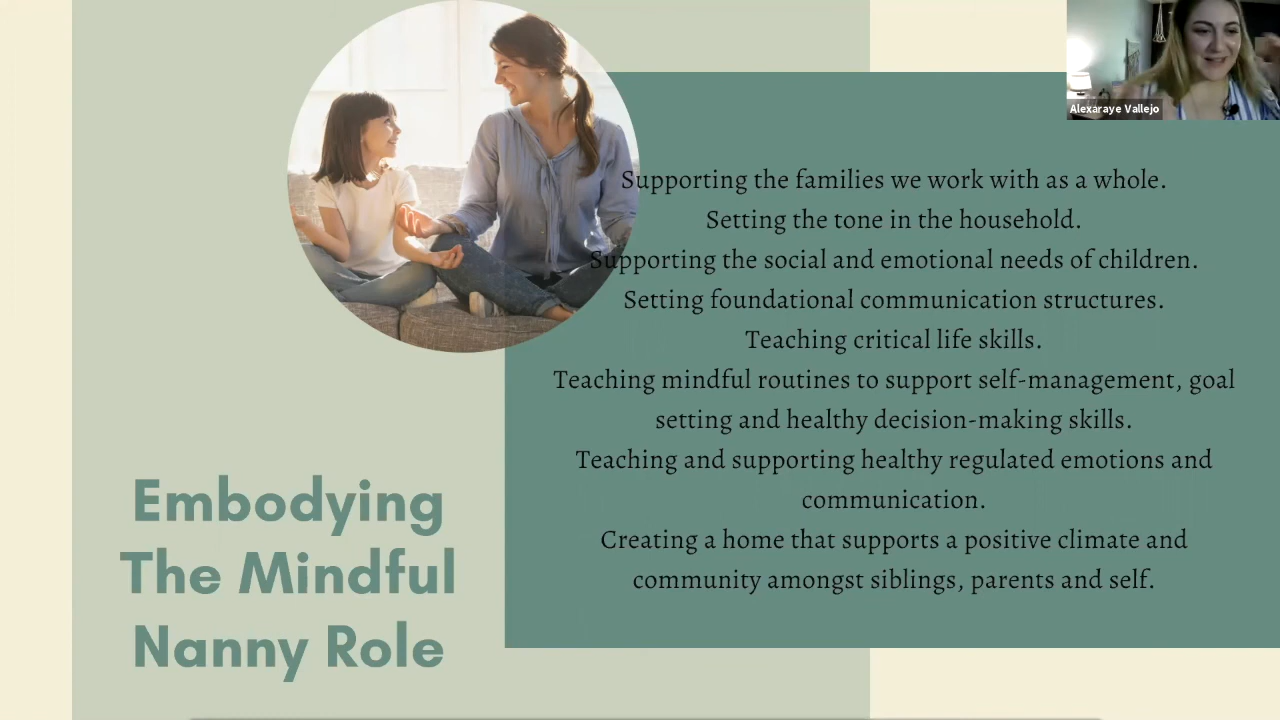 Alexaraye Vallejo
Supporting the families we work with as a whole.
Setting the tone in the household.
Supporting the social and emotional needs of children.
Setting foundational communication structures.
Teaching critical life skills.
Teaching mindful routines to support self-management, goal
setting and healthy decision-making skills.
Teaching and supporting healthy regulated emotions and
communication.
Creating a home that supports a positive climate and
community amongst siblings, parents and self.
Embodying
The Mindful
Nanny Role